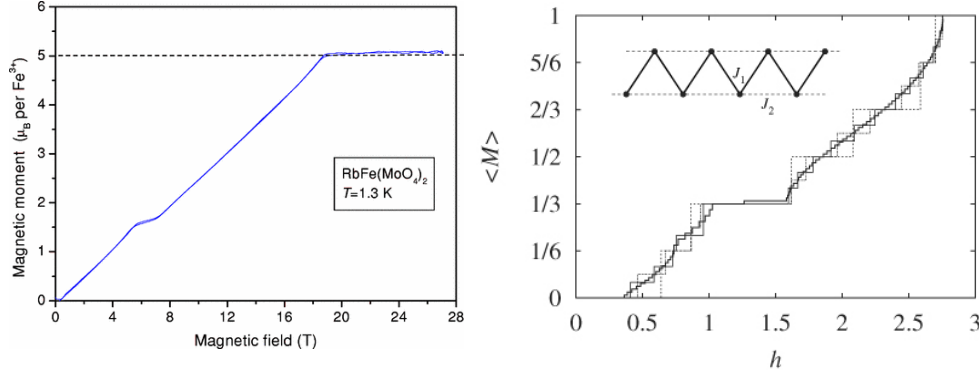 Magnetic moment (μB per Fe3+)
6
5
4
3
2
1
0
RbFe(MoO4)2
T=1.3 K
0 4 8 12 16 20 24 28
Magnetic field (T)
<M>
1
5/6
2/3
1/2
1/3
1/6
0
J1
J2
0 0.5 1 1.5 2 2.5 3
h